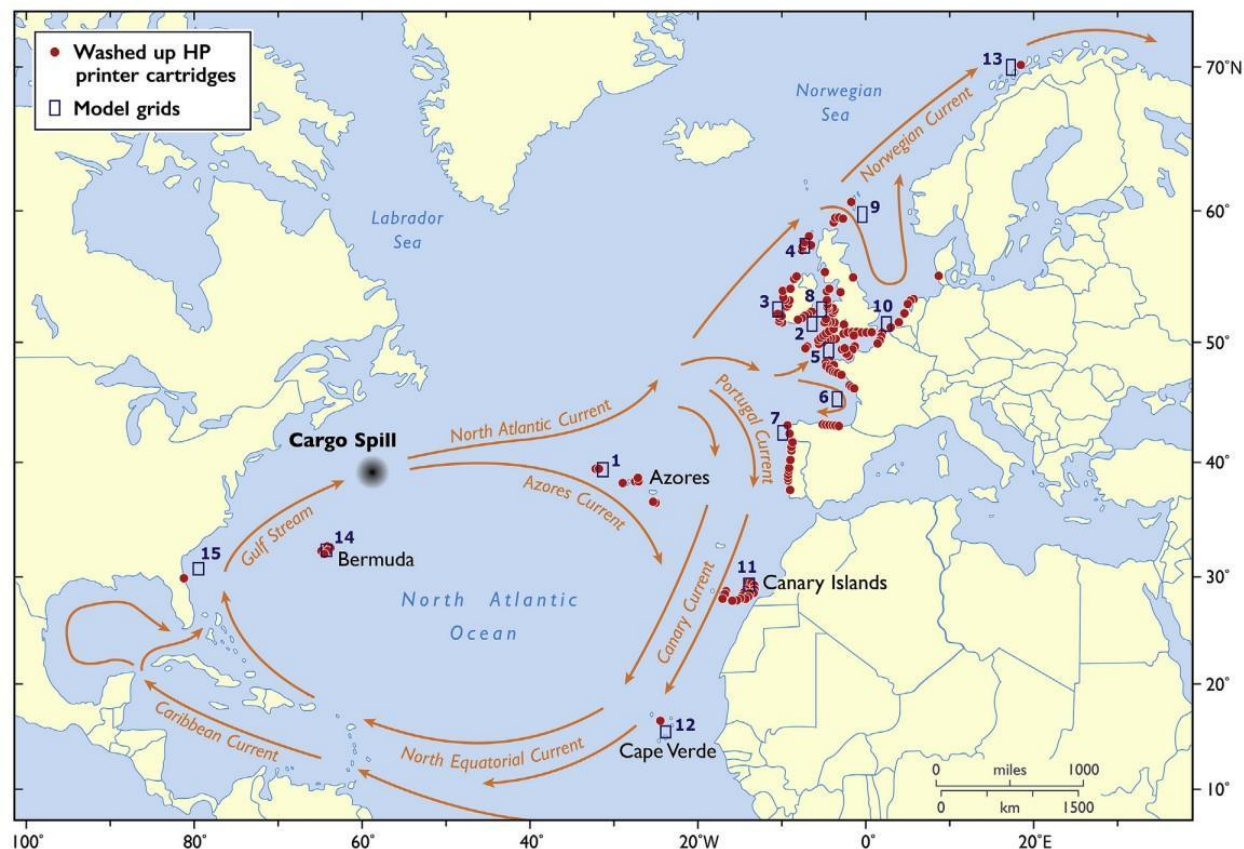 Washed up HP
printer cartridges
Model grids
13
70°N
Norwegian
Sea
Norwegian Current
60°
9
Labrador
Sea
4
3
8
10
2
50°
5
6
Portugal Current
7
North Atlantic Current
Cargo Spill
1
Azores
40°
Azores Current
Gulf Stream
14
Bermuda
15
11
Canary Islands
30°
North Atlantic
Ocean
Canary Current
20°
12
Cape Verde
Caribbean Current
North Equatorial Current
0 miles 1000
0 km 1500
10°
100° 80° 60° 40° 20°W 0° 20°E